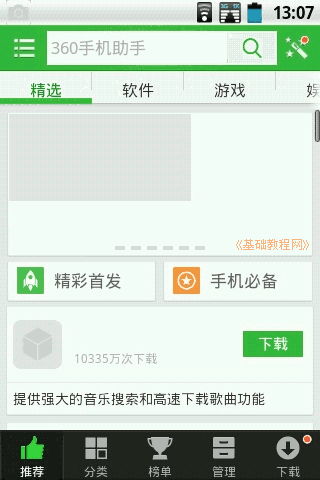 13:07
360手机助手
精选 软件 游戏 娱
《基础教程网》
精彩首发 手机必备
10335万次下载 下载
提供强大的音乐搜索和高速下载歌曲功能
推荐 分类 榜单 管理 下载